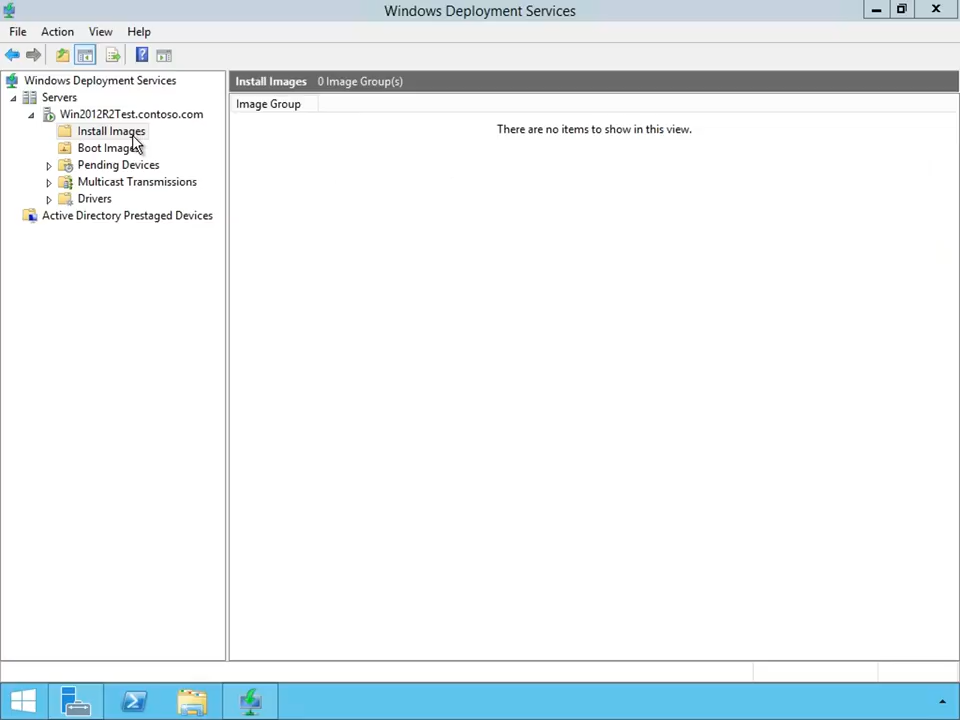 Windows Deployment Services
File Action View Help
Windows Deployment Services
Servers
Win2012R2Test.contoso.com
Install Images
Boot Images
Pending Devices
Multicast Transmissions
Drivers
Active Directory Prestaged Devices
Install Images 0 Image Group(s)
Image Group
There are no items to show in this view.